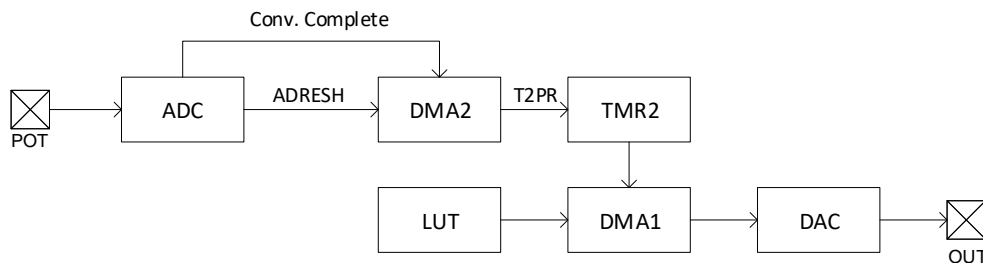 Conv. Complete
POT
ADC
ADRESH
DMA2
T2PR
TMR2
LUT
DMA1
DAC
OUT